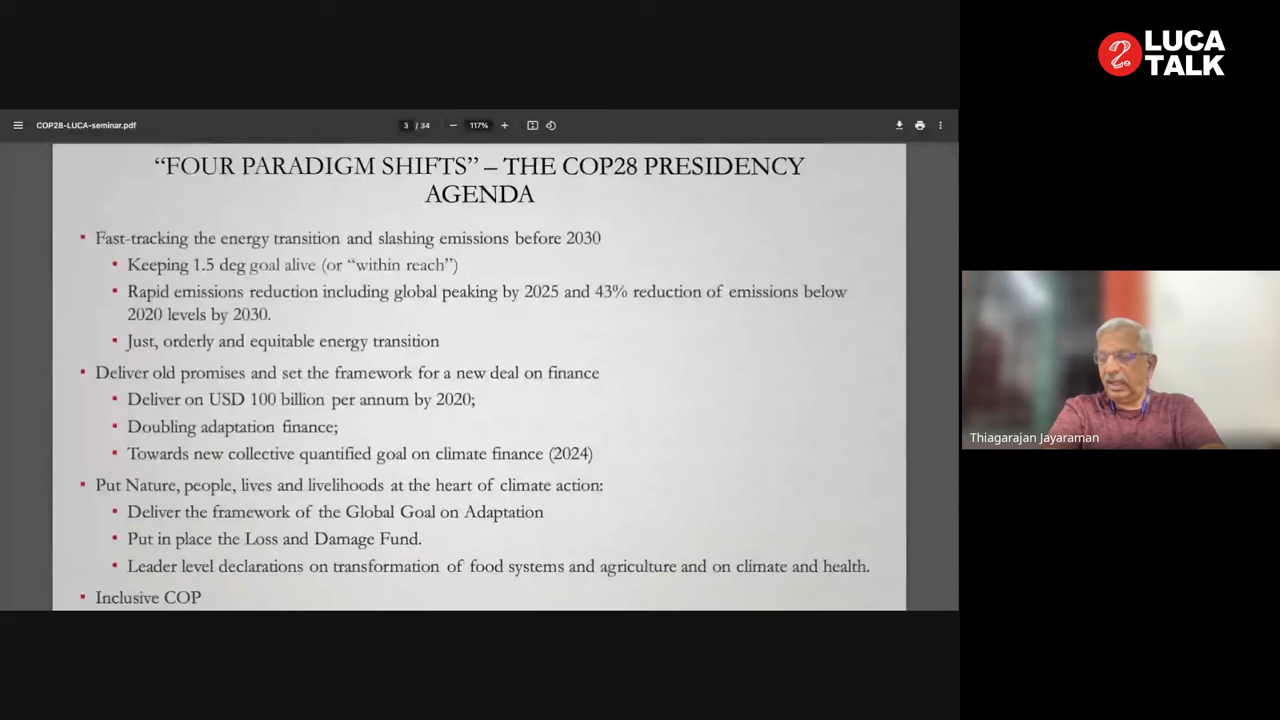 LUCA
TALK
COP28-LUCA-seminar.pdf
3 / 34
117%
“FOUR PARADIGM SHIFTS” – THE COP28 PRESIDENCY
AGENDA
▪ Fast-tracking the energy transition and slashing emissions before 2030
▪ Keeping 1.5 deg goal alive (or “within reach”)
▪ Rapid emissions reduction including global peaking by 2025 and 43% reduction of emissions below
2020 levels by 2030.
▪ Just, orderly and equitable energy transition
▪ Deliver old promises and set the framework for a new deal on finance
▪ Deliver on USD 100 billion per annum by 2020;
▪ Doubling adaptation finance;
▪ Towards new collective quantified goal on climate finance (2024)
▪ Put Nature, people, lives and livelihoods at the heart of climate action:
▪ Deliver the framework of the Global Goal on Adaptation
▪ Put in place the Loss and Damage Fund.
▪ Leader level declarations on transformation of food systems and agriculture and on climate and health.
▪ Inclusive COP
Thiagarajan Jayaraman